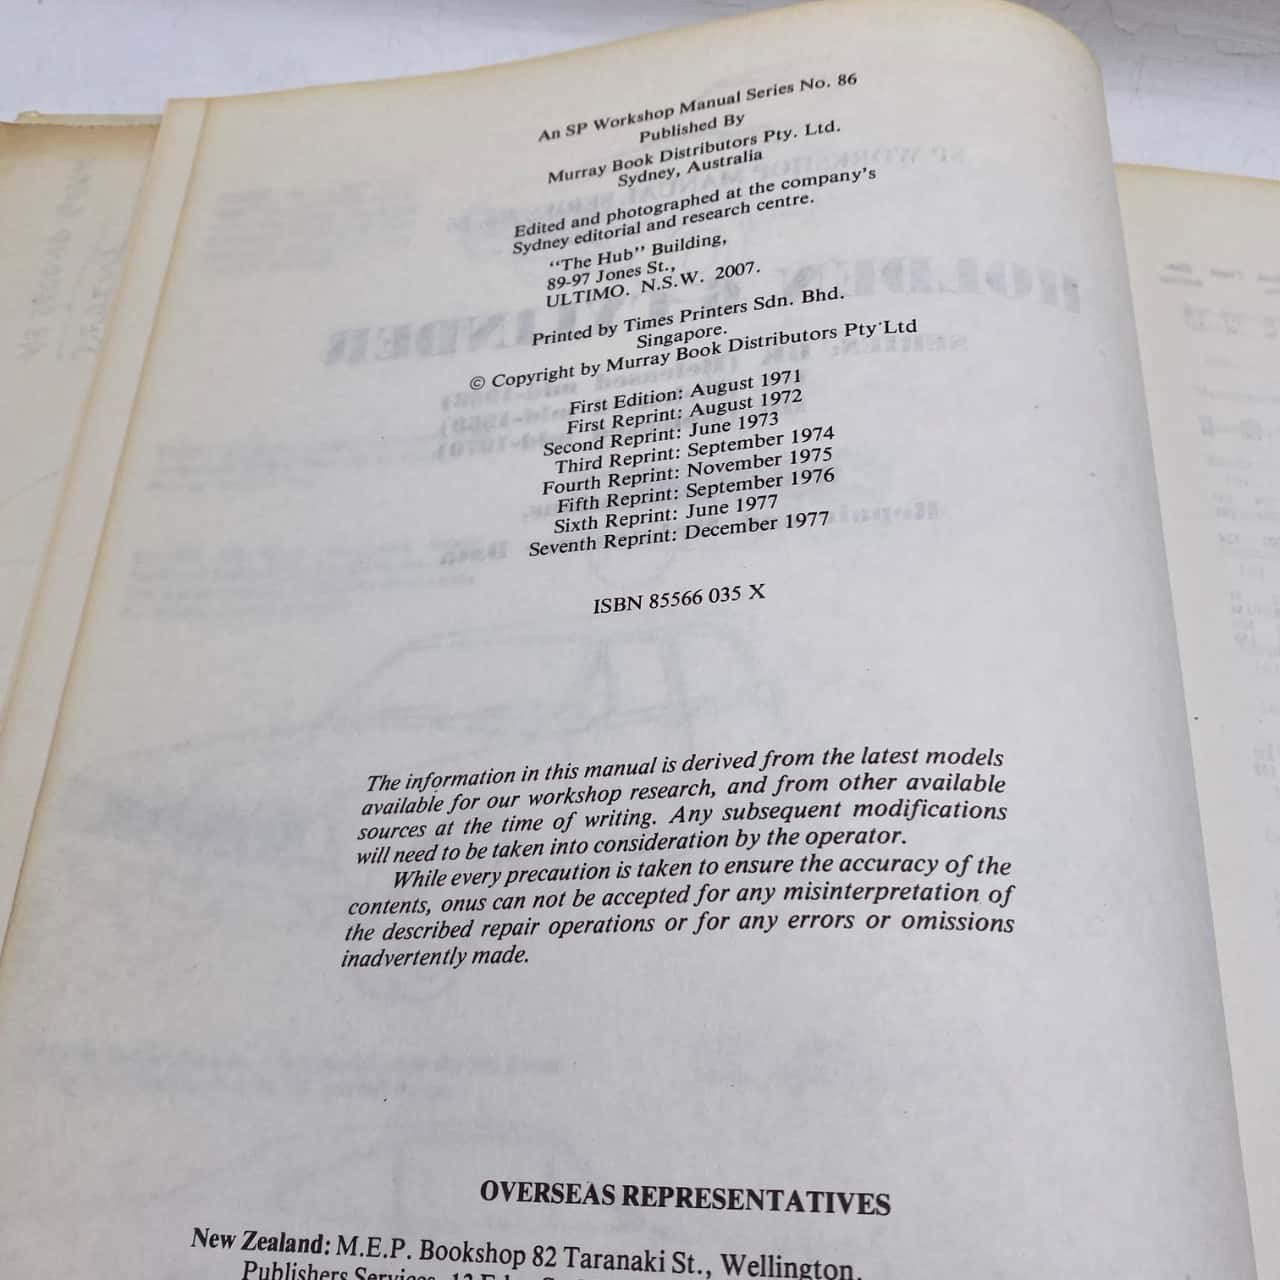 An SP Workshop Manual Series No. 86
Published By
Murray Book Distributors Pty. Ltd.
Sydney, Australia
Edited and photographed at the company's
Sydney editorial and research centre.
“The Hub” Building,
89-97 Jones St.,
ULTIMO. N.S.W. 2007.
Printed by Times Printers Sdn. Bhd.
Singapore.
© Copyright by Murray Book Distributors Pty Ltd
First Edition: August 1971
First Reprint: August 1972
Second Reprint: June 1973
Third Reprint: September 1974
Fourth Reprint: November 1975
Fifth Reprint: September 1976
Sixth Reprint: June 1977
Seventh Reprint: December 1977
ISBN 85566 035 X
The information in this manual is derived from the latest models
available for our workshop research, and from other available
sources at the time of writing. Any subsequent modifications
will need to be taken into consideration by the operator.
While every precaution is taken to ensure the accuracy of the
contents, onus can not be accepted for any misinterpretation of
the described repair operations or for any errors or omissions
inadvertently made.
OVERSEAS REPRESENTATIVES
New Zealand: M.E.P. Bookshop 82 Taranaki St., Wellington.
Publishers Services, 12